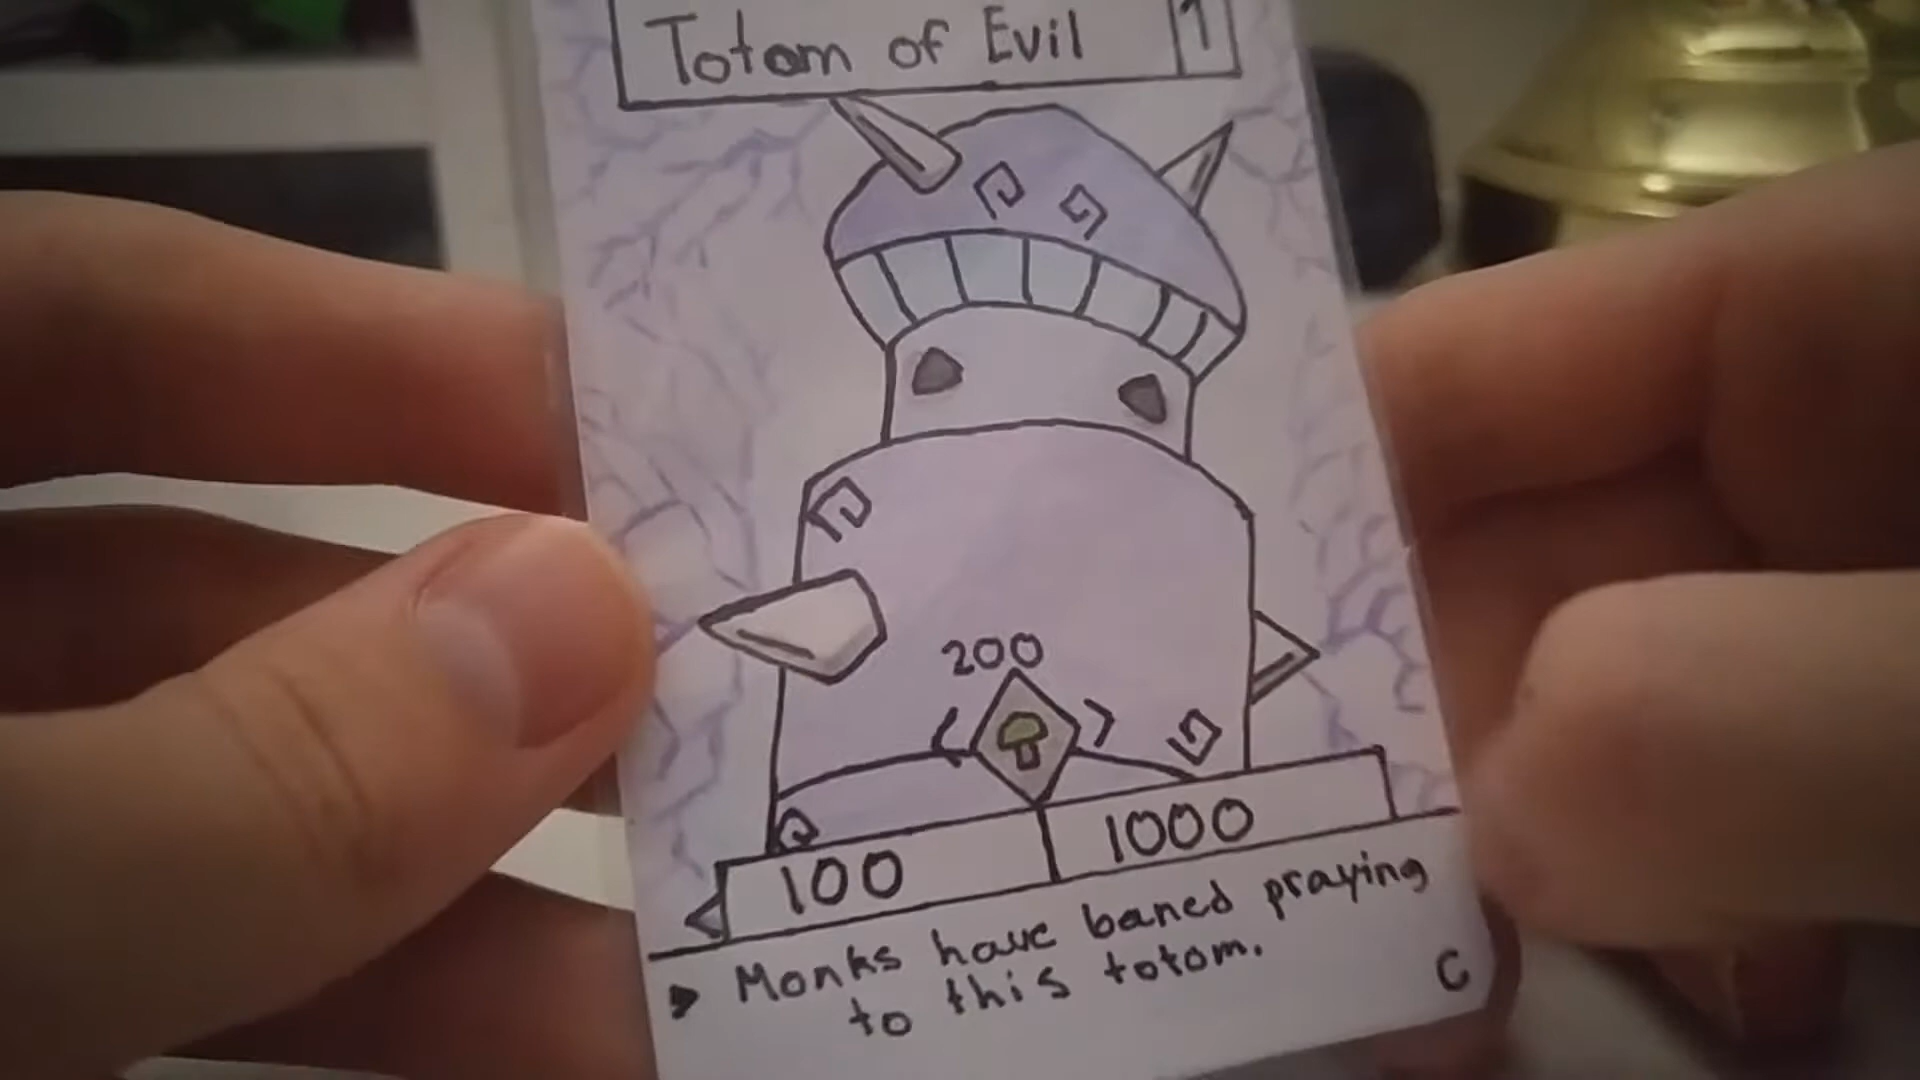 Totom of Evil 1
200
100 1000
Monks have baned praying
to this totom.
C